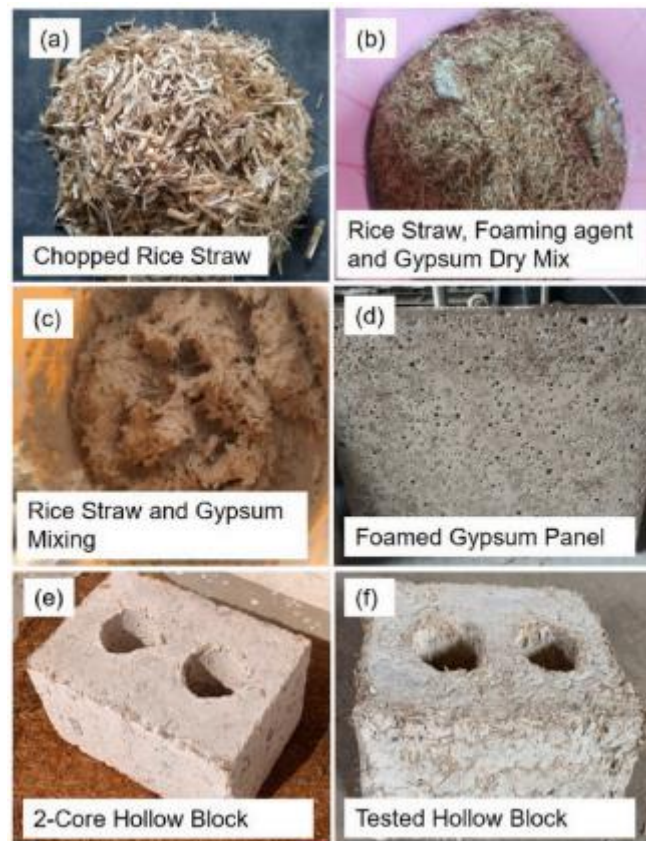 (a)
Chopped Rice Straw
(b)
Rice Straw, Foaming agent
and Gypsum Dry Mix
(c)
Rice Straw and Gypsum
Mixing
(d)
Foamed Gypsum Panel
(e)
2-Core Hollow Block
(f)
Tested Hollow Block